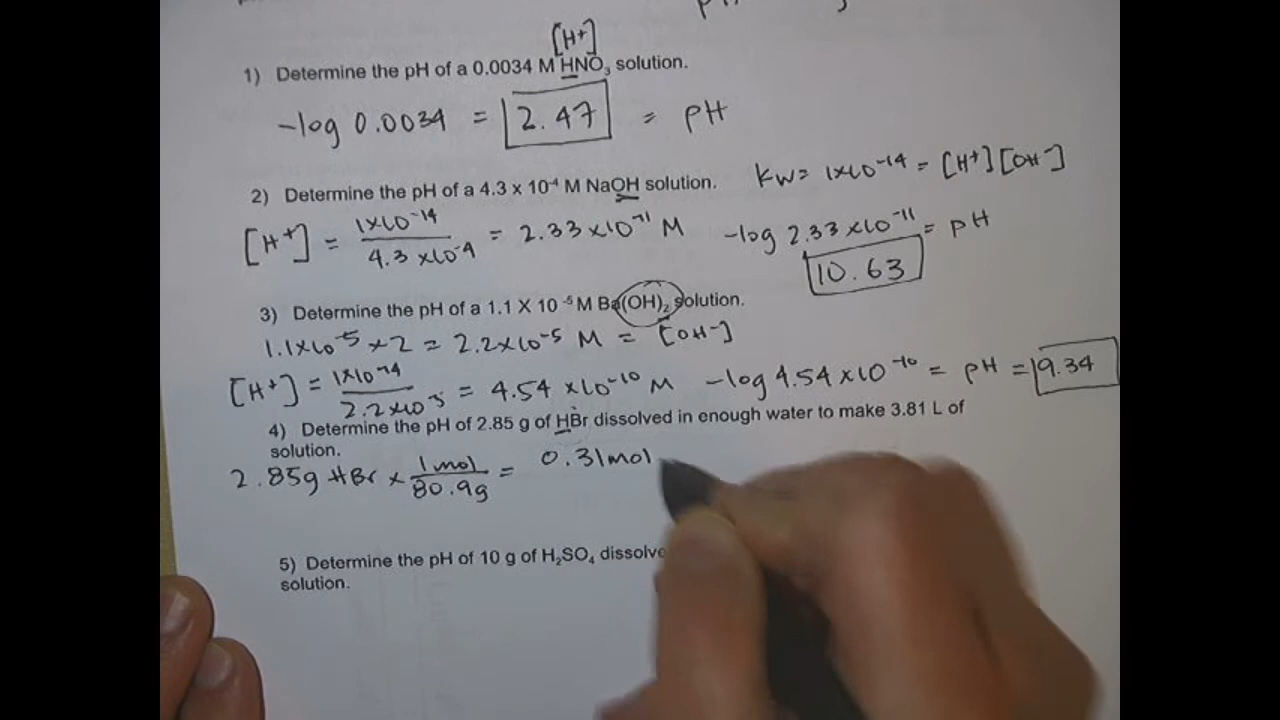 [H+]
1) Determine the pH of a 0.0034 M HNO₃ solution.
-log 0.0034 = 2.47 = pH
2) Determine the pH of a 4.3 x 10⁻⁴ M NaOH solution.
Kw = 1x10⁻¹⁴ = [H+][OH-]
[H+] = 1x10⁻¹⁴ / 4.3x10⁻⁴ = 2.33x10⁻¹¹ M
-log 2.33x10⁻¹¹ = pH
10.63
3) Determine the pH of a 1.1 X 10⁻⁵ M Ba(OH)₂ solution.
1.1x10⁻⁵ x 2 = 2.2x10⁻⁵ M = [OH-]
[H+] = 1x10⁻¹⁴ / 2.2x10⁻⁵ = 4.54x10⁻¹⁰ M
-log 4.54x10⁻¹⁰ = pH = 9.34
4) Determine the pH of 2.85 g of HBr dissolved in enough water to make 3.81 L of
solution.
2.85g HBr x 1mol / 80.9g = 0.31mol
5) Determine the pH of 10 g of H₂SO₄
solution.